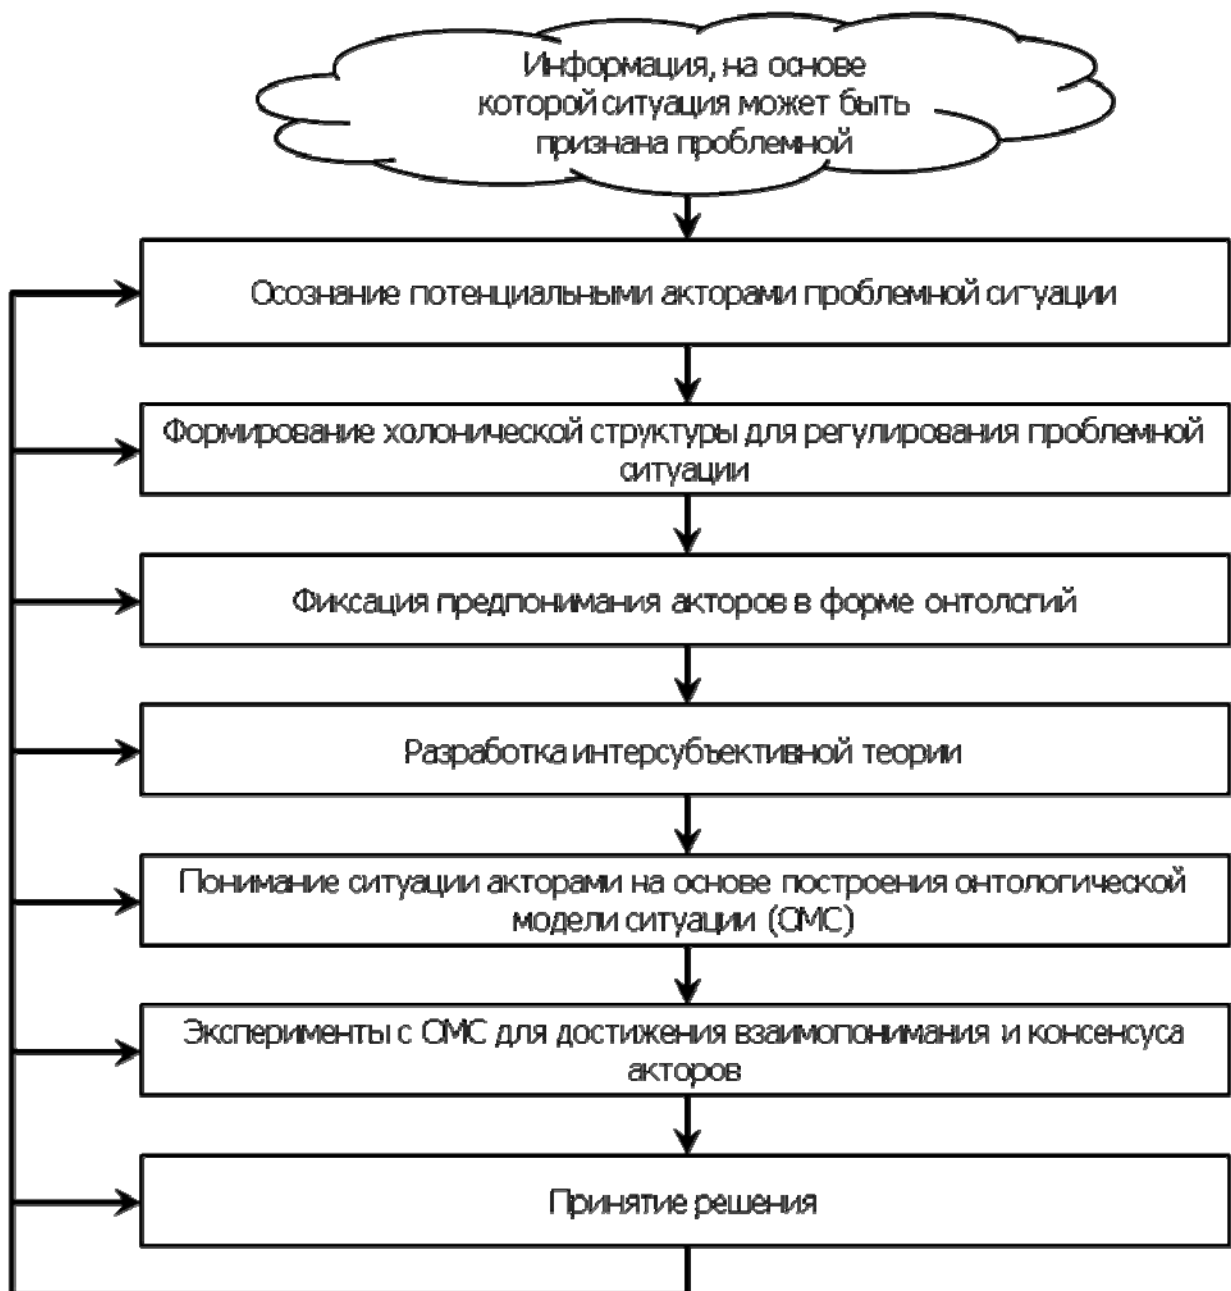 Информация, на основе
которой ситуация может быть
признана проблемной
Осознание потенциальными акторами проблемной ситуации
Формирование холонической структуры для регулирования проблемной
ситуации
Фиксация предпонимания акторов в форме онтологий
Разработка интерсубъективной теории
Понимание ситуации акторами на основе построения онтологической
модели ситуации (ОМС)
Эксперименты с ОМС для достижения взаимопонимания и консенсуса
акторов
Принятие решения